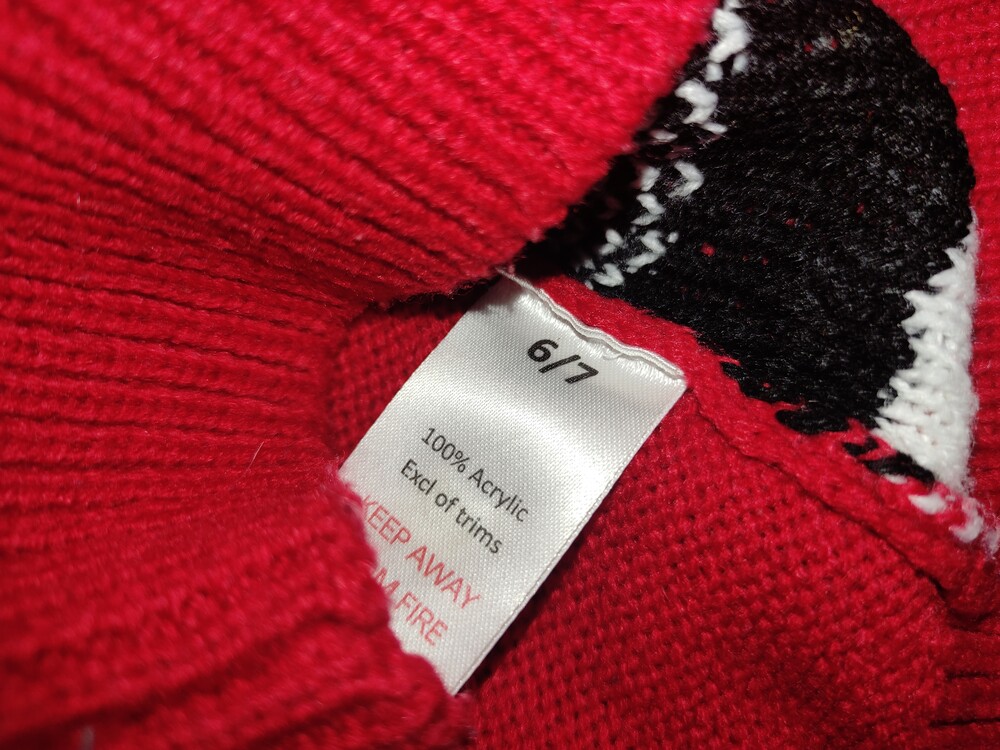 6/7
100% Acrylic
Excl of trims
KEEP AWAY
FIRE